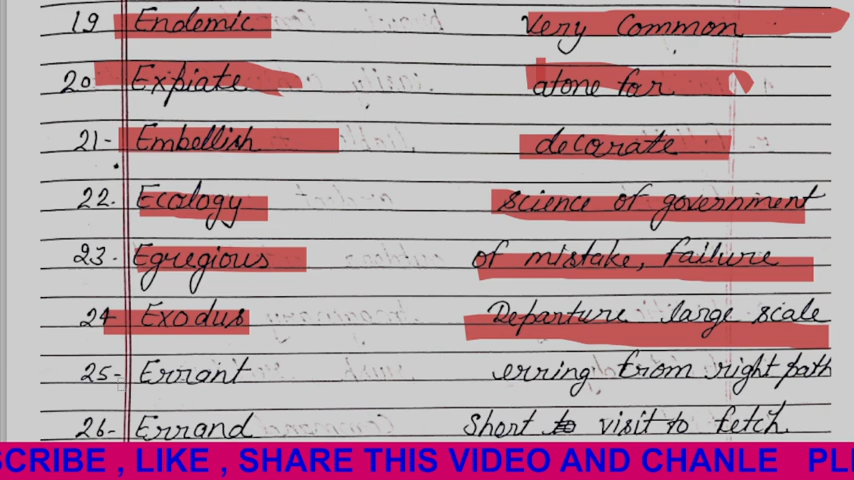 19 Endemic Very Common
20 Expiate atone for
21- Embellish decorate
22. Ecology science of government
23- Egregious of mistake, failure
24 Exodus Departure large scale
25- Errant erring from right path
26- Errand Short to visit to fetch
SCRIBE , LIKE , SHARE THIS VIDEO AND CHANLE PL